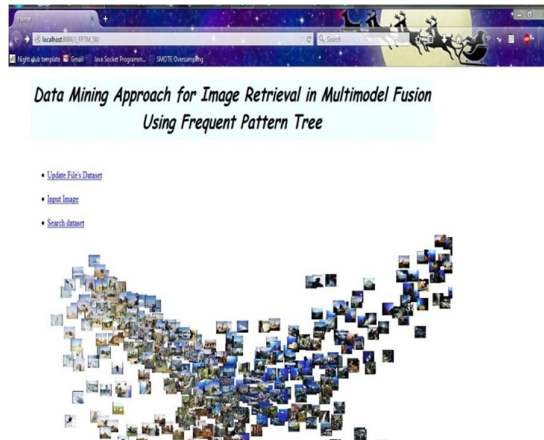 Home
localhost:8080/
Search
Night club template
Gmail
Java Socket Programm...
SMOTE Oversampling
Data Mining Approach for Image Retrieval in Multimodel Fusion
Using Frequent Pattern Tree
Update File's Dataset
Input Image
Search dataset